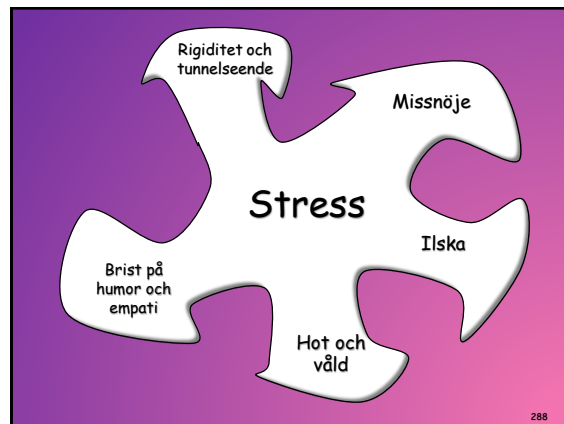 Rigiditet och
tunnelseende
Missnöje
Stress
Ilska
Brist på
humor och
empati
Hot och
våld
288